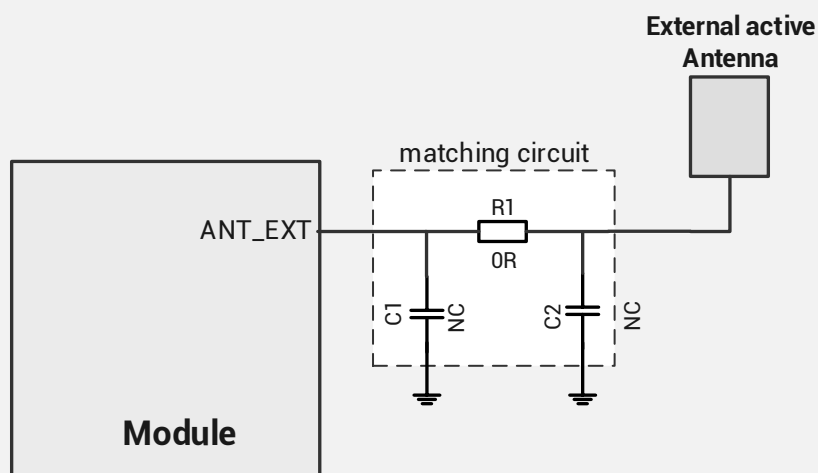 External active
Antenna
matching circuit
R1
ANT_EXT
0R
C1
NC
C2
NC
Module